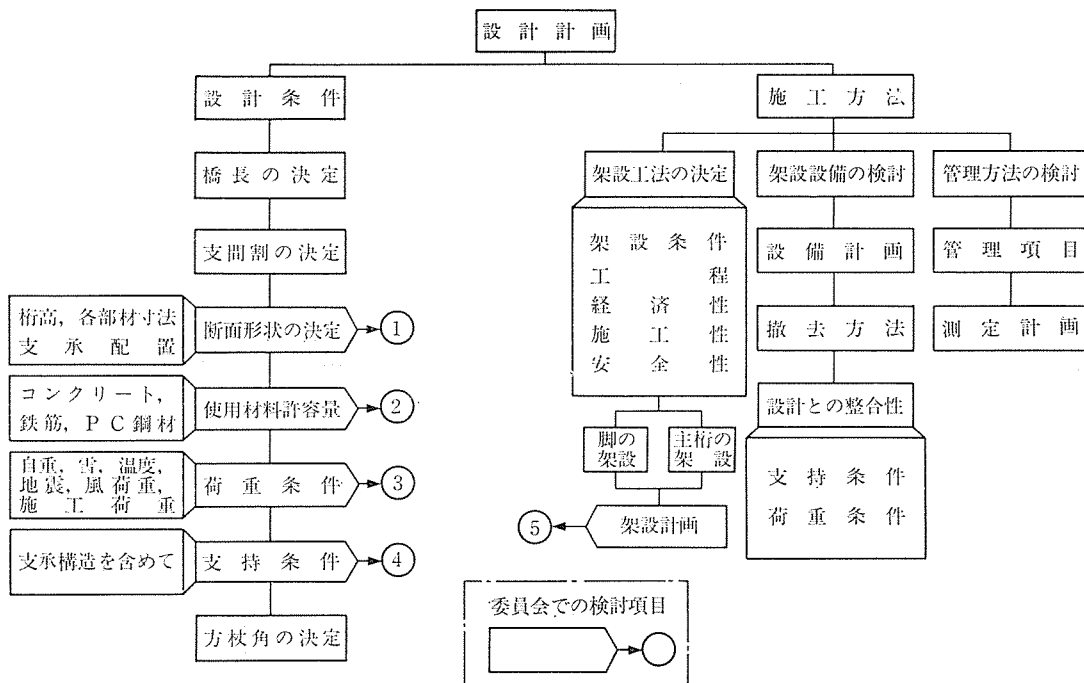 設計計画
設計条件
橋長の決定
支間割の決定
桁高，各部材寸法
支承配置
断面形状の決定
1
コンクリート，
鉄筋，PC鋼材
使用材料許容量
2
自重，雪，温度，
地震，風荷重，
施工荷重
荷重条件
3
支承構造を含めて
支持条件
4
方杖角の決定
施工方法
架設工法の決定
架設条件
工程
経済性
施工性
安全性
脚の
架設
主桁の
架設
架設計画
5
架設設備の検討
設備計画
撤去方法
設計との整合性
支持条件
荷重条件
管理方法の検討
管理項目
測定計画
委員会での検討項目